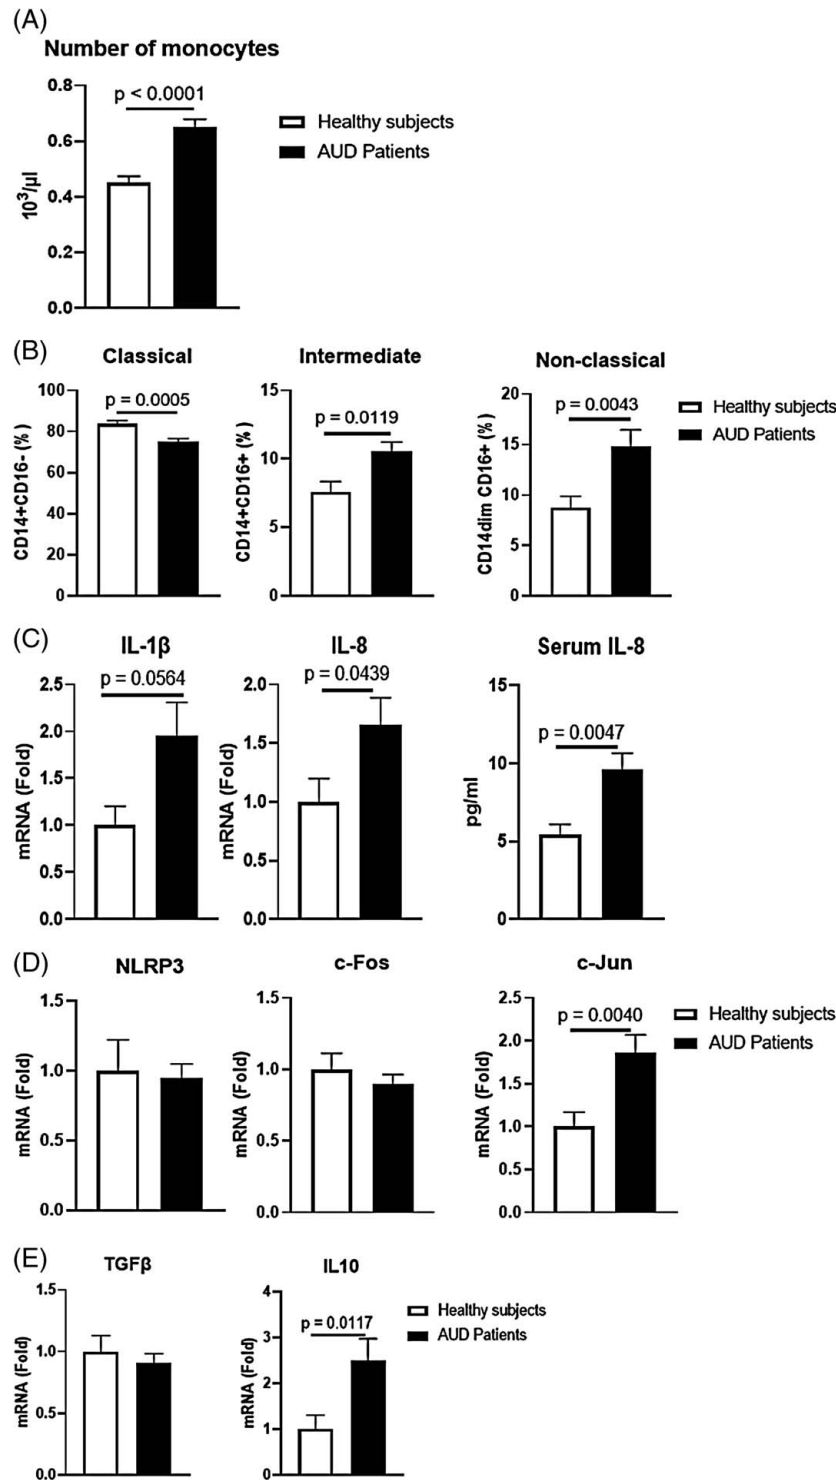 (A)
Number of monocytes
p < 0.0001
0.8
0.6
0.4
0.2
0.0
10³/µl
Healthy subjects
AUD Patients
(B)
Classical
p = 0.0005
100
80
60
40
20
0
CD14+CD16- (%)
Intermediate
p = 0.0119
15
10
5
0
CD14+CD16+ (%)
Non-classical
p = 0.0043
20
15
10
5
0
CD14dim CD16+ (%)
Healthy subjects
AUD Patients
(C)
IL-1β
p = 0.0564
2.5
2.0
1.5
1.0
0.5
0.0
mRNA (Fold)
IL-8
p = 0.0439
2.0
1.5
1.0
0.5
0.0
mRNA (Fold)
Serum IL-8
p = 0.0047
15
10
5
0
pg/ml
(D)
NLRP3
1.5
1.0
0.5
0.0
mRNA (Fold)
c-Fos
1.5
1.0
0.5
0.0
mRNA (Fold)
c-Jun
p = 0.0040
2.5
2.0
1.5
1.0
0.5
0.0
mRNA (Fold)
Healthy subjects
AUD Patients
(E)
TGFβ
1.5
1.0
0.5
0.0
mRNA (Fold)
IL10
p = 0.0117
4
3
2
1
0
mRNA (Fold)
Healthy subjects
AUD Patients